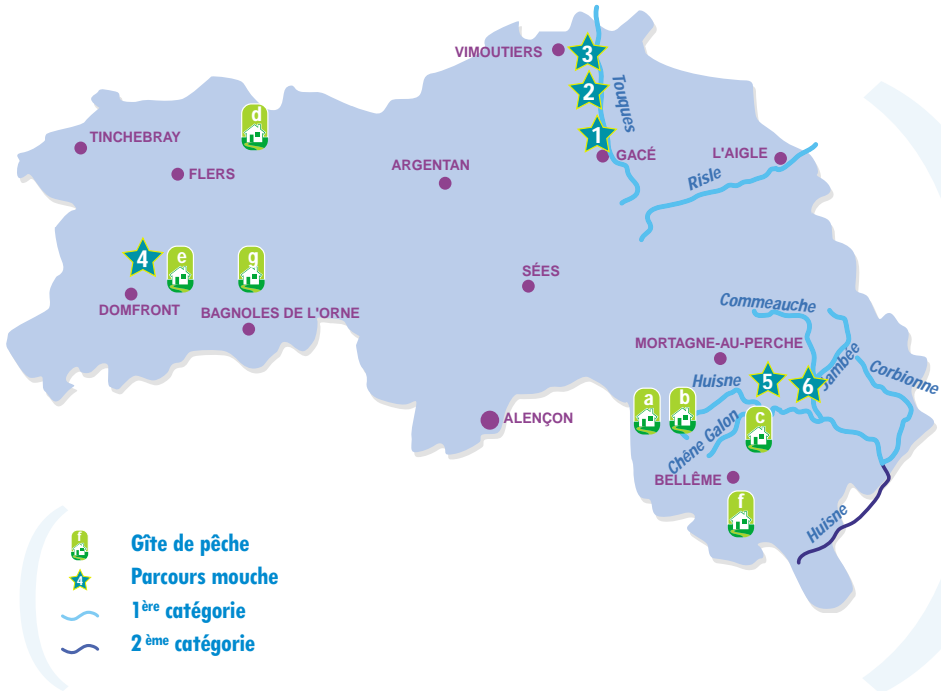 VIMOUTIERS
3
2
Touques
1
d
TINCHEBRAY
GACÉ
L'AIGLE
ARGENTAN
FLERS
Risle
4
e
g
SÉES
DOMFRONT
BAGNOLES DE L'ORNE
Commeauche
MORTAGNE-AU-PERCHE
Huisne
5
6
Jambée
Corbionne
a
b
c
ALENÇON
Chêne Galon
BELLÊME
f
Huisne
f Gîte de pêche
4 Parcours mouche
1ère catégorie
2ème catégorie